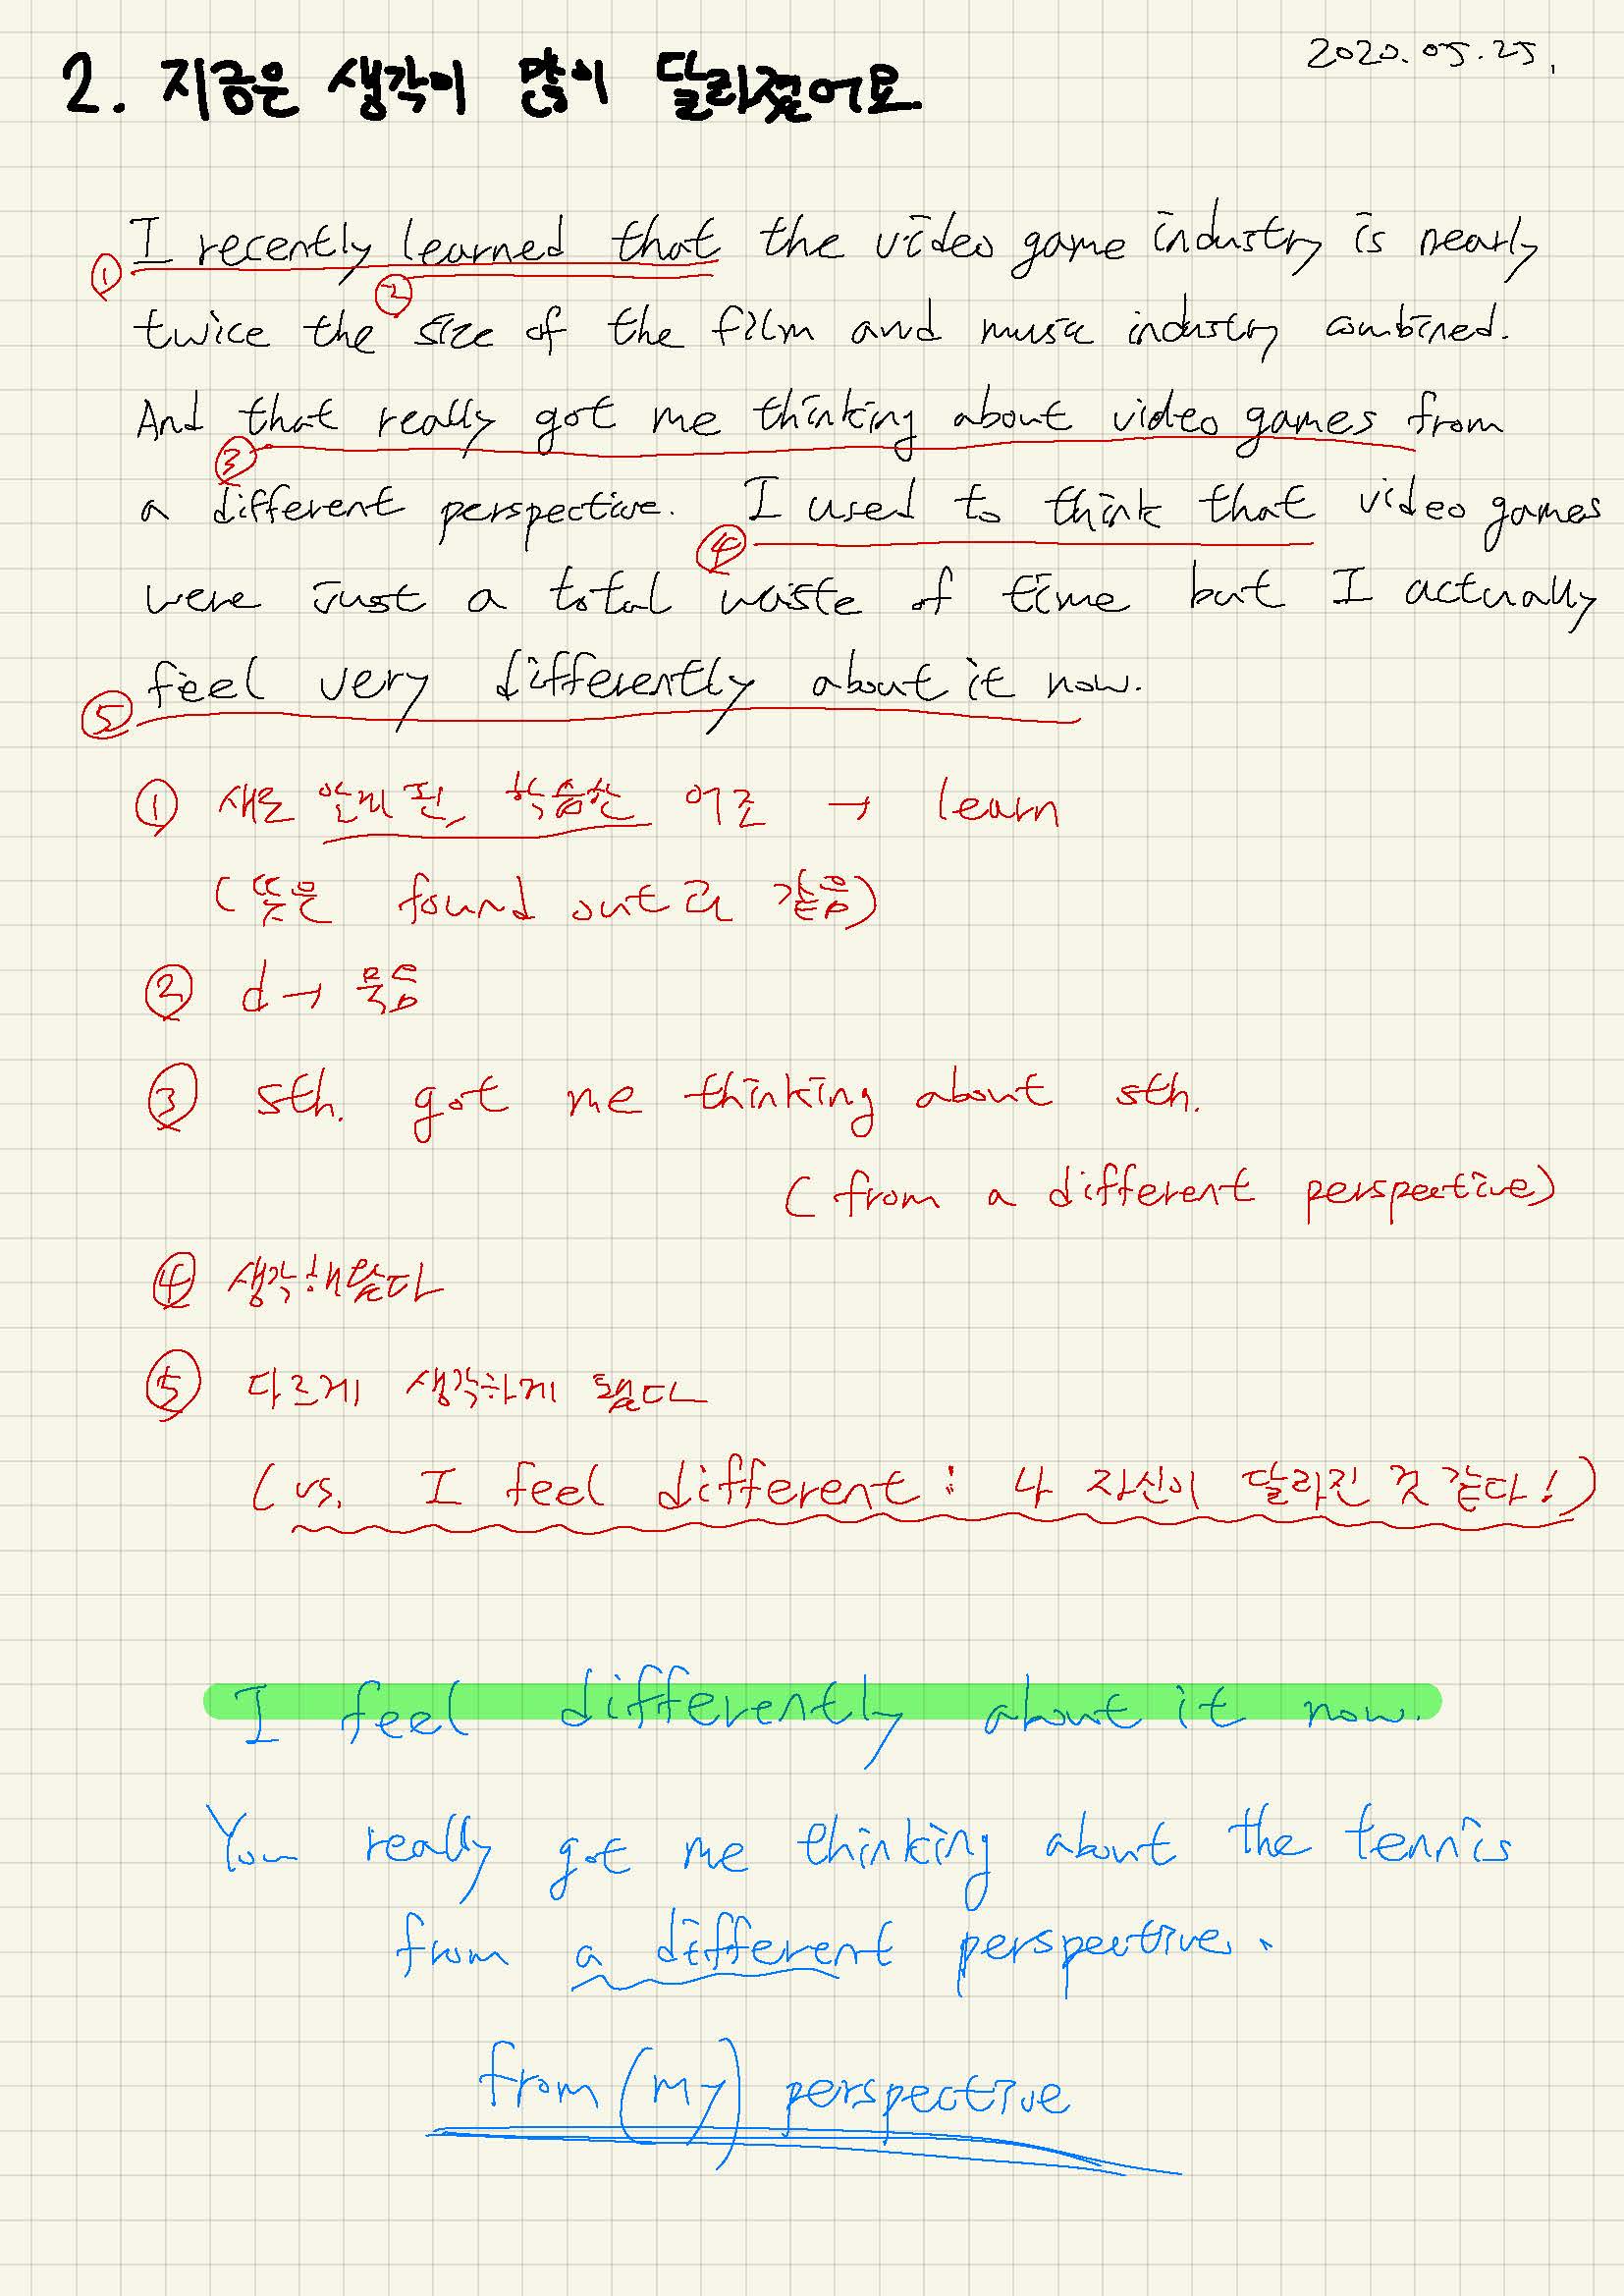 2020.05.25.
2. 지금은 생각이 많이 달라졌어요
I recently learned that the video game industry is nearly
① ②
twice the size of the film and music industry combined.
And that really got me thinking about video games from
③
a different perspective. I used to think that video games
④
were just a total waste of time but I actually
feel very differently about it now.
⑤
① 새로 알게 된, 학습한 어조 → learn
(뜻은 found out과 같음)
② d → 묵음
③ sth. got me thinking about sth.
(from a different perspective)
④ 생각해왔다
⑤ 다르게 생각하게 됐다
(vs. I feel different : 나 자신이 달라진 것 같다!)
I feel differently about it now.
You really got me thinking about the tennis
from a different perspective.
from (my) perspective